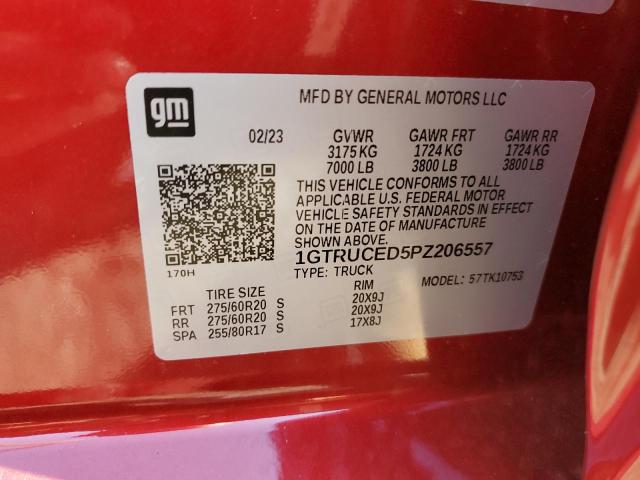 gm
MFD BY GENERAL MOTORS LLC
02/23 GVWR GAWR FRT GAWR RR
3175 KG 1724 KG 1724 KG
7000 LB 3800 LB 3800 LB
THIS VEHICLE CONFORMS TO ALL
APPLICABLE U.S. FEDERAL MOTOR
VEHICLE SAFETY STANDARDS IN EFFECT
ON THE DATE OF MANUFACTURE
SHOWN ABOVE.
170H
1GTRUCED5PZ206557
TYPE: TRUCK MODEL: 57TK10753
TIRE SIZE RIM
FRT 275/60R20 S 20X9J
RR 275/60R20 S 20X9J
SPA 255/80R17 S 17X8J